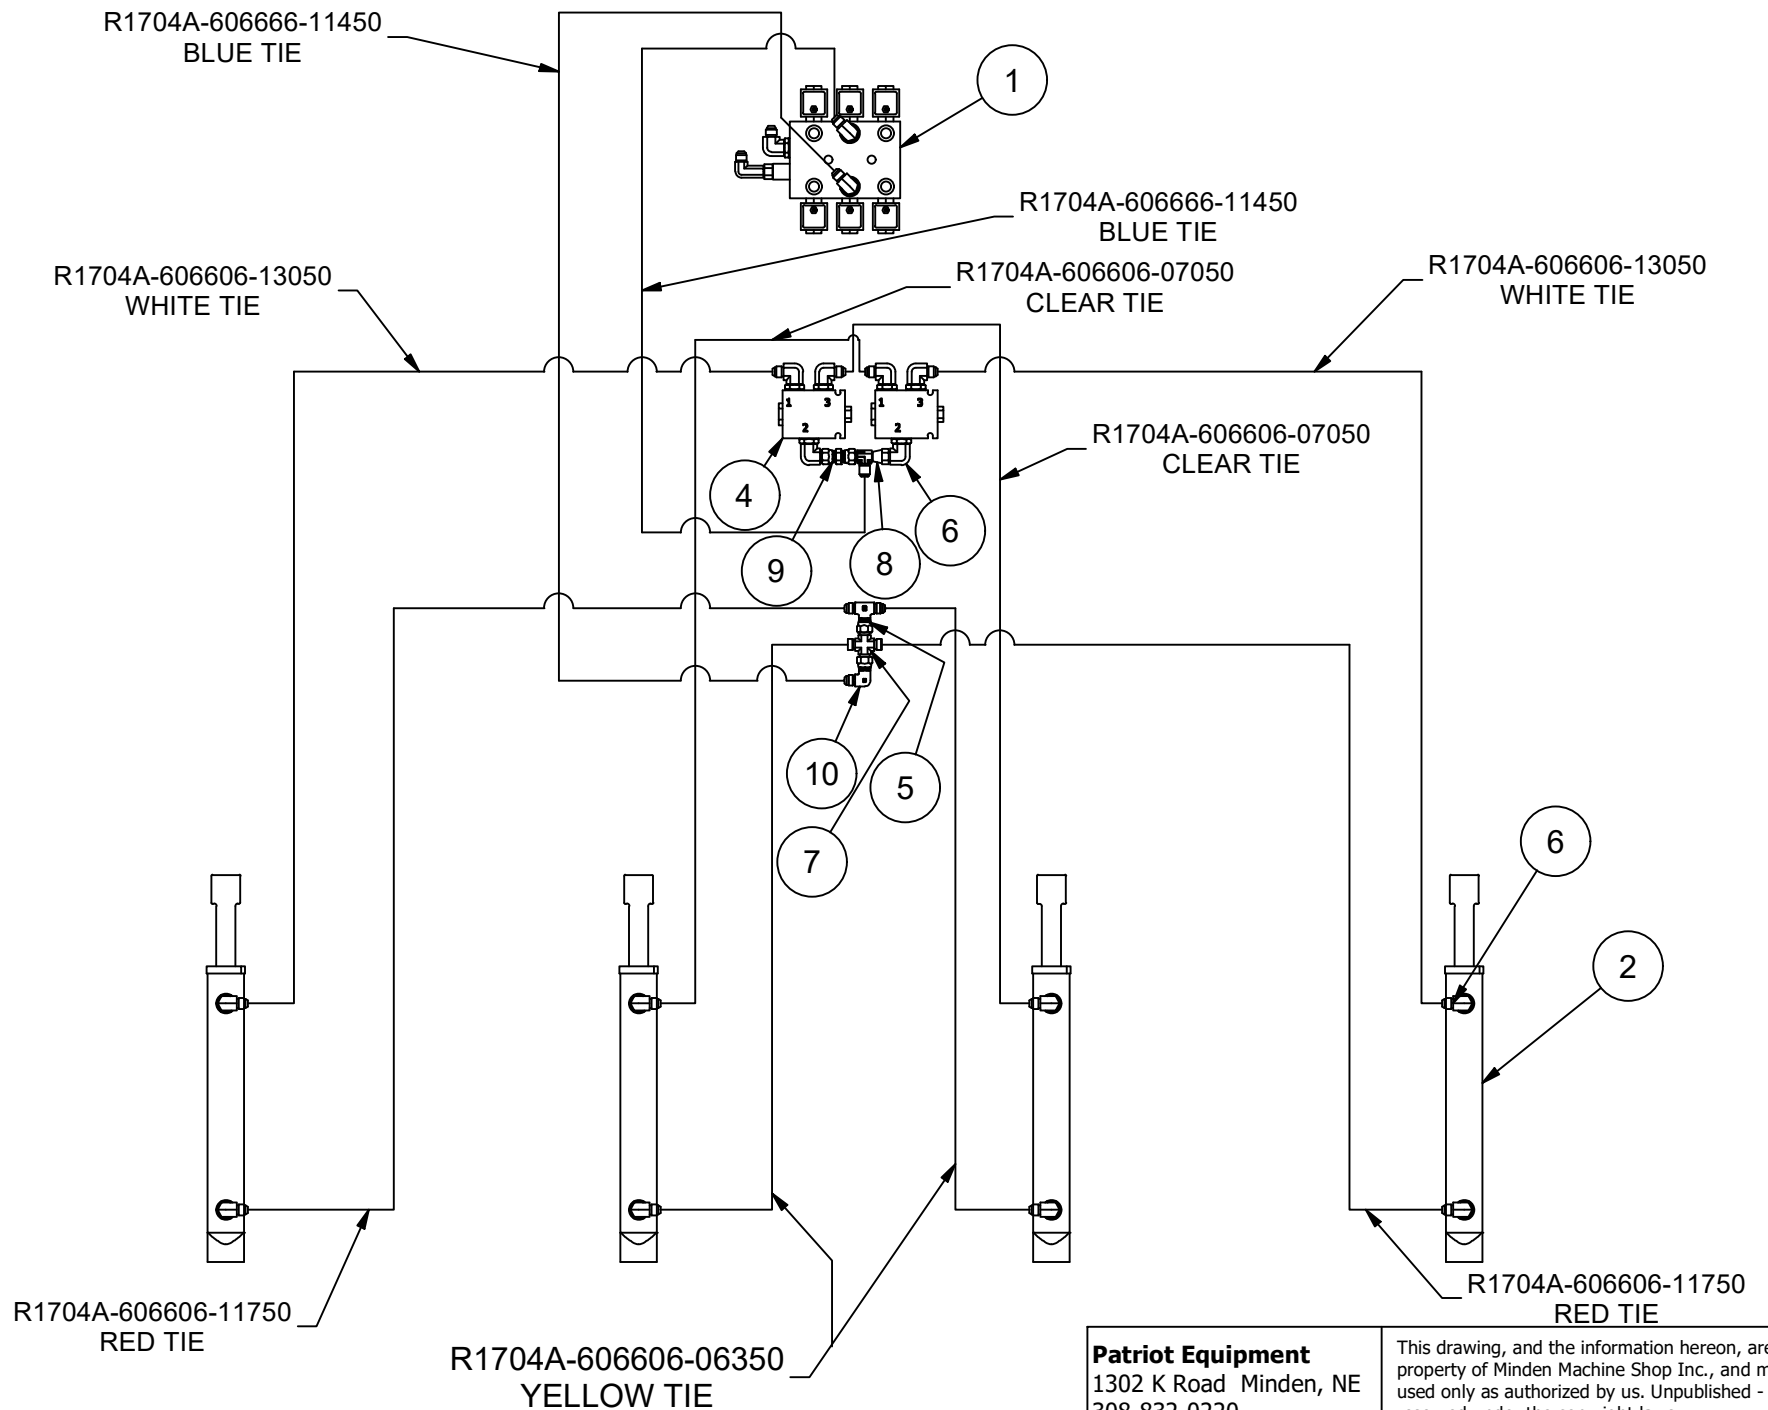 R1704A-606666-11450
BLUE TIE
1
R1704A-606666-11450
BLUE TIE
R1704A-606606-13050
WHITE TIE
R1704A-606606-07050
CLEAR TIE
R1704A-606606-13050
WHITE TIE
1 3
2
1 3
2
R1704A-606606-07050
CLEAR TIE
4
6
9
8
10
5
7
6
2
R1704A-606606-11750
RED TIE
R1704A-606606-11750
RED TIE
R1704A-606606-06350
YELLOW TIE
Patriot Equipment
1302 K Road Minden, NE
308-832-0220
This drawing, and the information hereon, are
property of Minden Machine Shop Inc., and
used only as authorized by us. Unpublished -